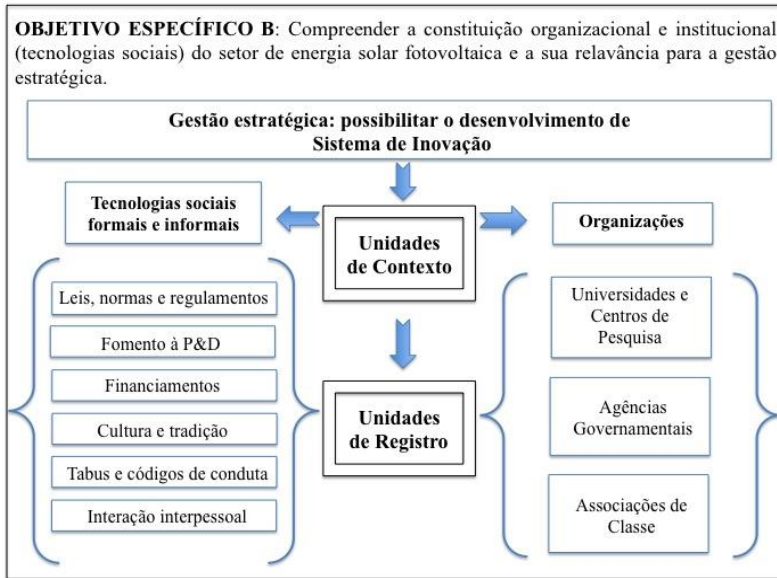 OBJETIVO ESPECÍFICO B: Compreender a constituição organizacional e institucional
(tecnologias sociais) do setor de energia solar fotovoltaica e a sua relavância para a gestão
estratégica.
Gestão estratégica: possibilitar o desenvolvimento de
Sistema de Inovação
Tecnologias sociais
formais e informais
Unidades
de Contexto
Organizações
Leis, normas e regulamentos
Fomento à P&D
Financiamentos
Cultura e tradição
Tabus e códigos de conduta
Interação interpessoal
Unidades
de Registro
Universidades e
Centros de
Pesquisa
Agências
Governamentais
Associações de
Classe